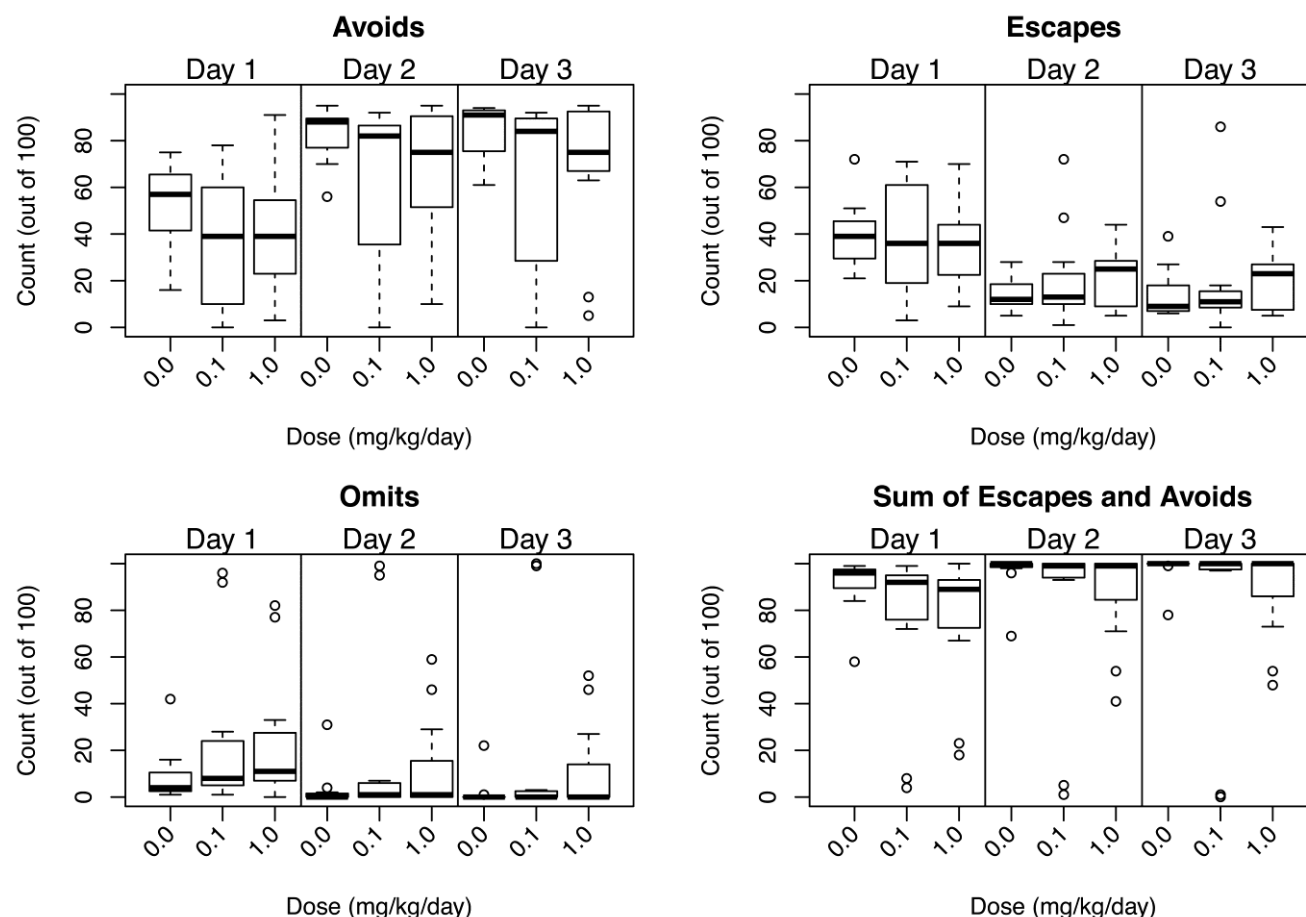 Avoids
Day 1 Day 2 Day 3
Count (out of 100)
0 20 40 60 80
0.0 0.1 1.0 0.0 0.1 1.0 0.0 0.1 1.0
Dose (mg/kg/day)
Escapes
Day 1 Day 2 Day 3
Count (out of 100)
0 20 40 60 80
0.0 0.1 1.0 0.0 0.1 1.0 0.0 0.1 1.0
Dose (mg/kg/day)
Omits
Day 1 Day 2 Day 3
Count (out of 100)
0 20 40 60 80
0.0 0.1 1.0 0.0 0.1 1.0 0.0 0.1 1.0
Dose (mg/kg/day)
Sum of Escapes and Avoids
Day 1 Day 2 Day 3
Count (out of 100)
0 20 40 60 80
0.0 0.1 1.0 0.0 0.1 1.0 0.0 0.1 1.0
Dose (mg/kg/day)